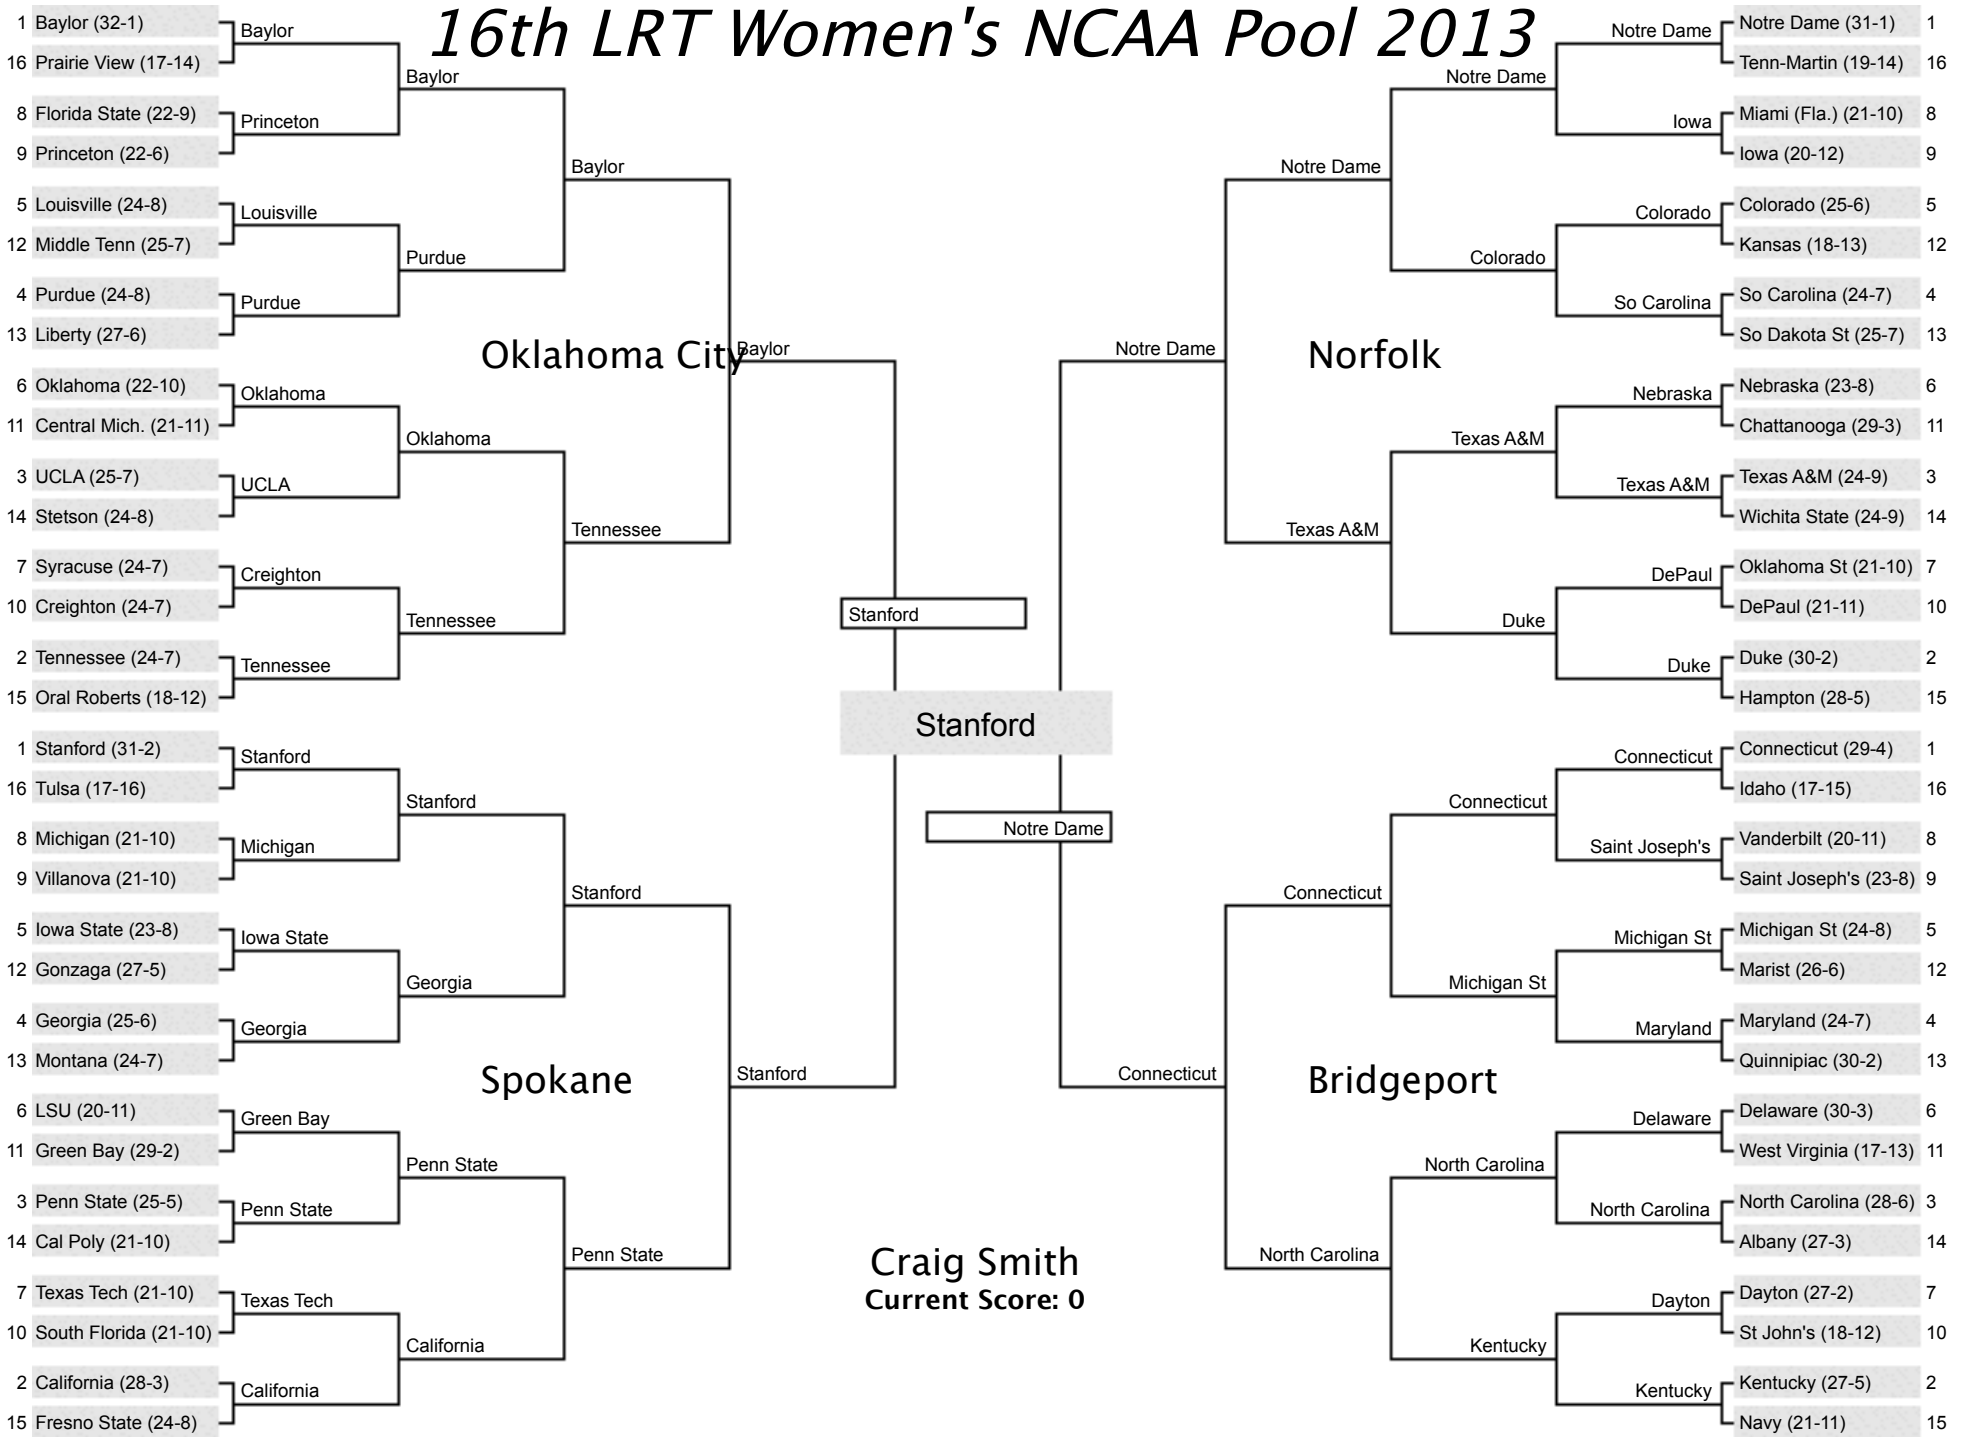 16th LRT Women's NCAA Pool 2013
1 Baylor (32-1)
16 Prairie View (17-14)
8 Florida State (22-9)
9 Princeton (22-6)
5 Louisville (24-8)
12 Middle Tenn (25-7)
4 Purdue (24-8)
13 Liberty (27-6)
6 Oklahoma (22-10)
11 Central Mich. (21-11)
3 UCLA (25-7)
14 Stetson (24-8)
7 Syracuse (24-7)
10 Creighton (24-7)
2 Tennessee (24-7)
15 Oral Roberts (18-12)
1 Stanford (31-2)
16 Tulsa (17-16)
8 Michigan (21-10)
9 Villanova (21-10)
5 Iowa State (23-8)
12 Gonzaga (27-5)
4 Georgia (25-6)
13 Montana (24-7)
6 LSU (20-11)
11 Green Bay (29-2)
3 Penn State (25-5)
14 Cal Poly (21-10)
7 Texas Tech (21-10)
10 South Florida (21-10)
2 California (28-3)
15 Fresno State (24-8)
Baylor
Princeton
Louisville
Purdue
Oklahoma
UCLA
Creighton
Tennessee
Stanford
Michigan
Iowa State
Georgia
Green Bay
Penn State
Texas Tech
California
Baylor
Purdue
Oklahoma
Tennessee
Stanford
Georgia
Penn State
California
Baylor
Tennessee
Stanford
Penn State
Oklahoma City
Spokane
Baylor
Stanford
Stanford
Stanford
Notre Dame
Craig Smith
Current Score: 0
Notre Dame
Connecticut
Norfolk
Bridgeport
Notre Dame
Texas A&M
Connecticut
North Carolina
Notre Dame
Colorado
Texas A&M
Duke
Connecticut
Michigan St
North Carolina
Kentucky
Notre Dame
Iowa
Colorado
So Carolina
Nebraska
Texas A&M
DePaul
Duke
Connecticut
Saint Joseph's
Michigan St
Maryland
Delaware
North Carolina
Dayton
Kentucky
Notre Dame (31-1) 1
Tenn-Martin (19-14) 16
Miami (Fla.) (21-10) 8
Iowa (20-12) 9
Colorado (25-6) 5
Kansas (18-13) 12
So Carolina (24-7) 4
So Dakota St (25-7) 13
Nebraska (23-8) 6
Chattanooga (29-3) 11
Texas A&M (24-9) 3
Wichita State (24-9) 14
Oklahoma St (21-10) 7
DePaul (21-11) 10
Duke (30-2) 2
Hampton (28-5) 15
Connecticut (29-4) 1
Idaho (17-15) 16
Vanderbilt (20-11) 8
Saint Joseph's (23-8) 9
Michigan St (24-8) 5
Marist (26-6) 12
Maryland (24-7) 4
Quinnipiac (30-2) 13
Delaware (30-3) 6
West Virginia (17-13) 11
North Carolina (28-6) 3
Albany (27-3) 14
Dayton (27-2) 7
St John's (18-12) 10
Kentucky (27-5) 2
Navy (21-11) 15